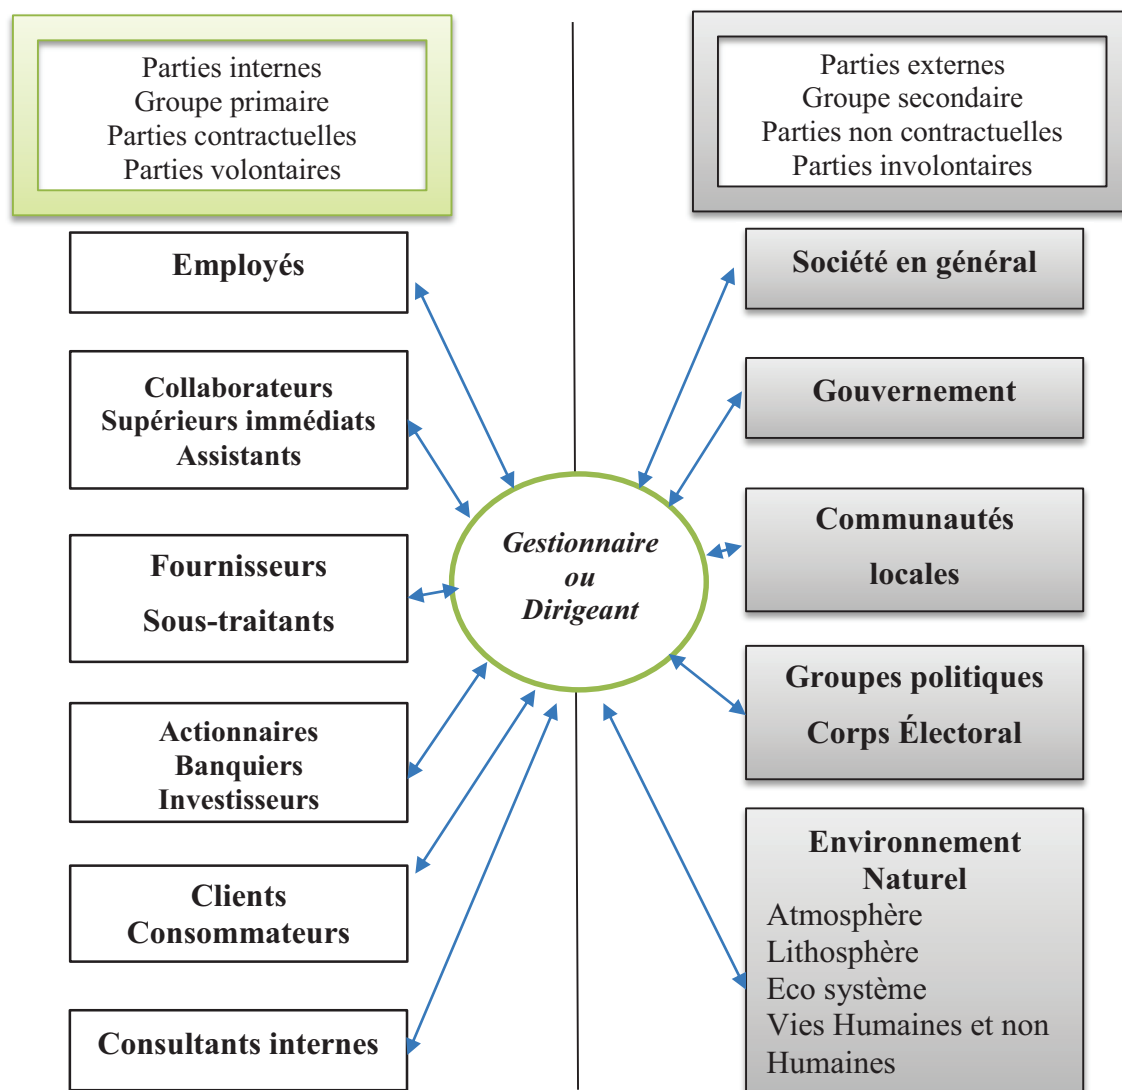 Parties internes
Groupe primaire
Parties contractuelles
Parties volontaires
Employés
Collaborateurs
Supérieurs immédiats
Assistants
Fournisseurs
Sous-traitants
Actionnaires
Banquiers
Investisseurs
Clients
Consommateurs
Consultants internes
Gestionnaire
ou
Dirigeant
Parties externes
Groupe secondaire
Parties non contractuelles
Parties involontaires
Société en général
Gouvernement
Communautés
locales
Groupes politiques
Corps Électoral
Environnement
Naturel
Atmosphère
Lithosphère
Eco système
Vies Humaines et non
Humaines